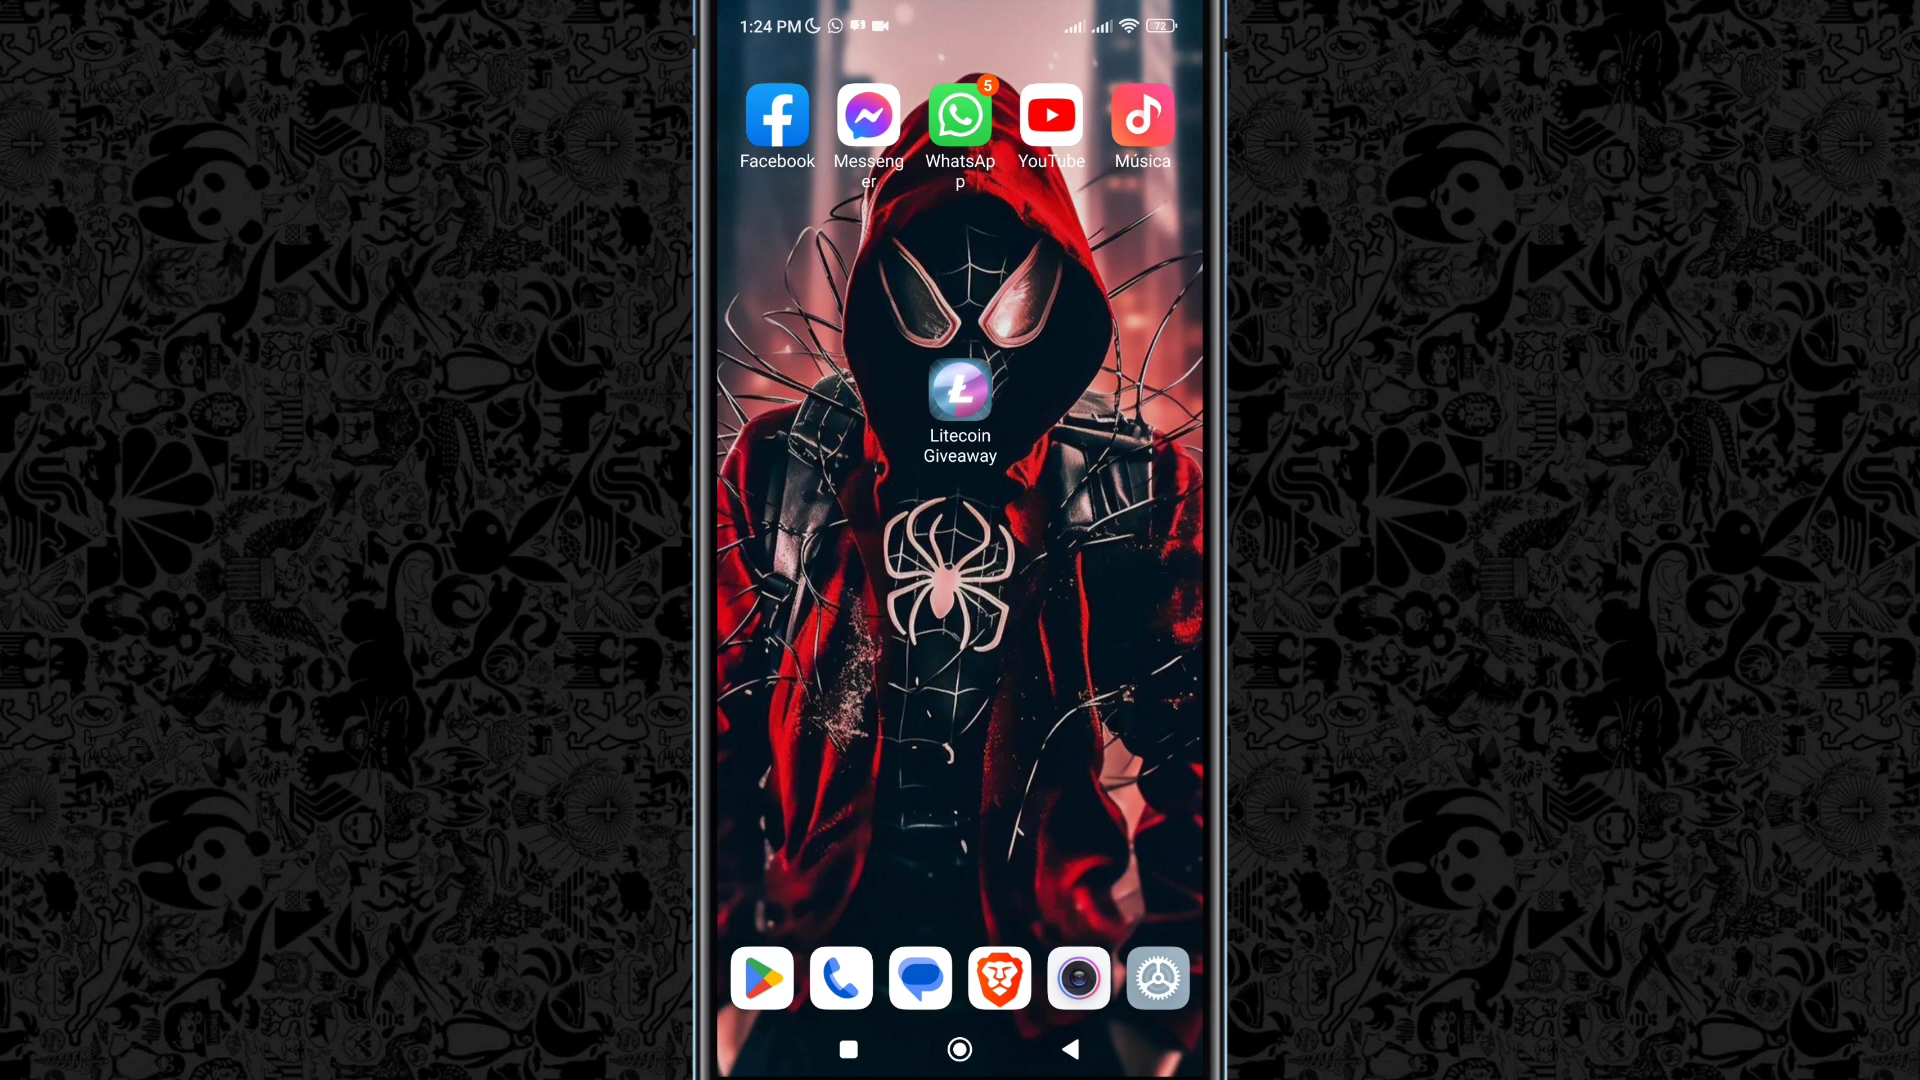 1:24 PM
72
5
Facebook
Messeng
er
WhatsAp
p
YouTube
Música
Litecoin
Giveaway